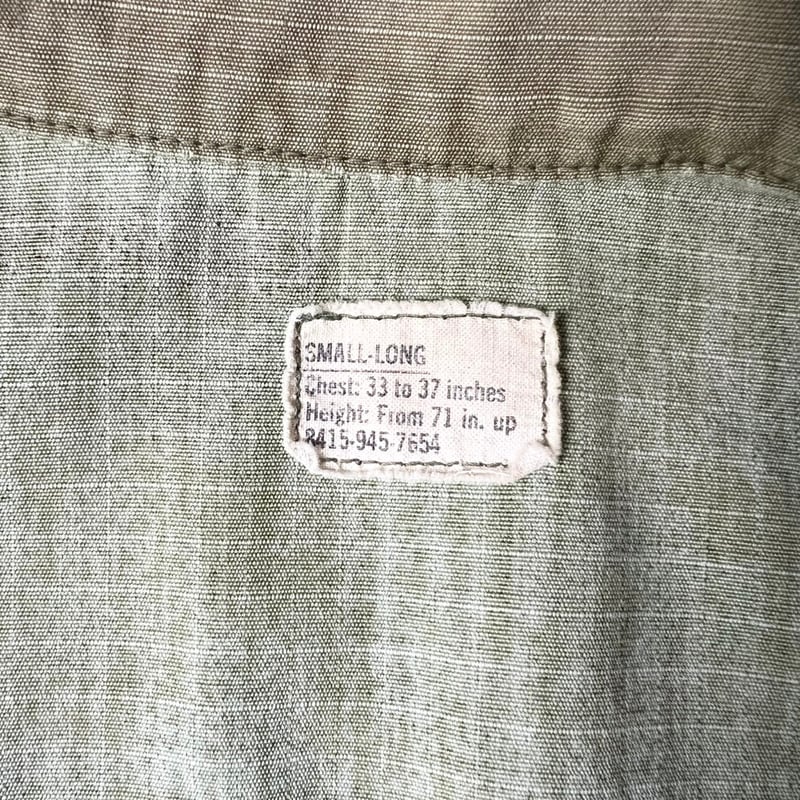 SMALL-LONG
Chest: 33 to 37 inches
Height: From 71 in. up
8415-945-7654